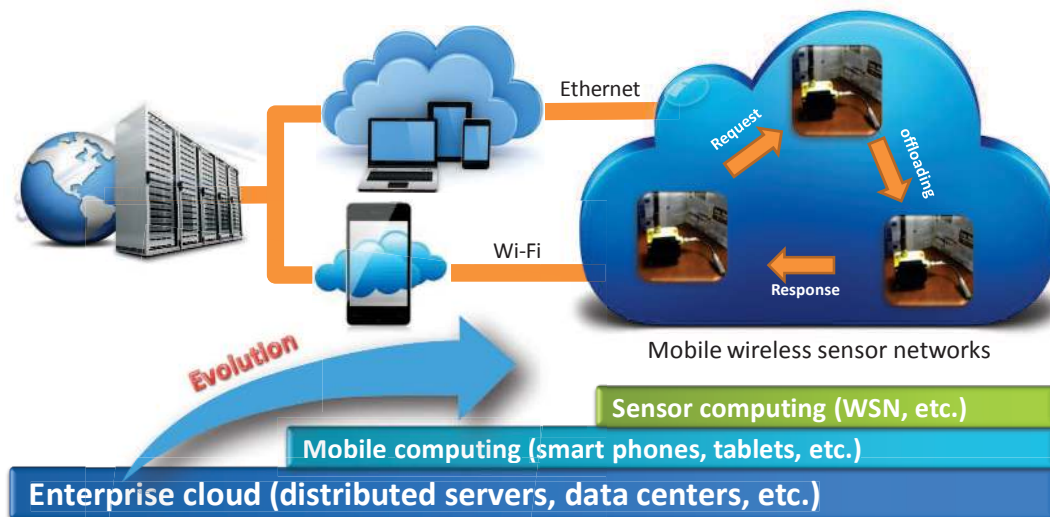 Ethernet
Request
offloading
Wi-Fi
Response
Mobile wireless sensor networks
Evolution
Sensor computing (WSN, etc.)
Mobile computing (smart phones, tablets, etc.)
Enterprise cloud (distributed servers, data centers, etc.)